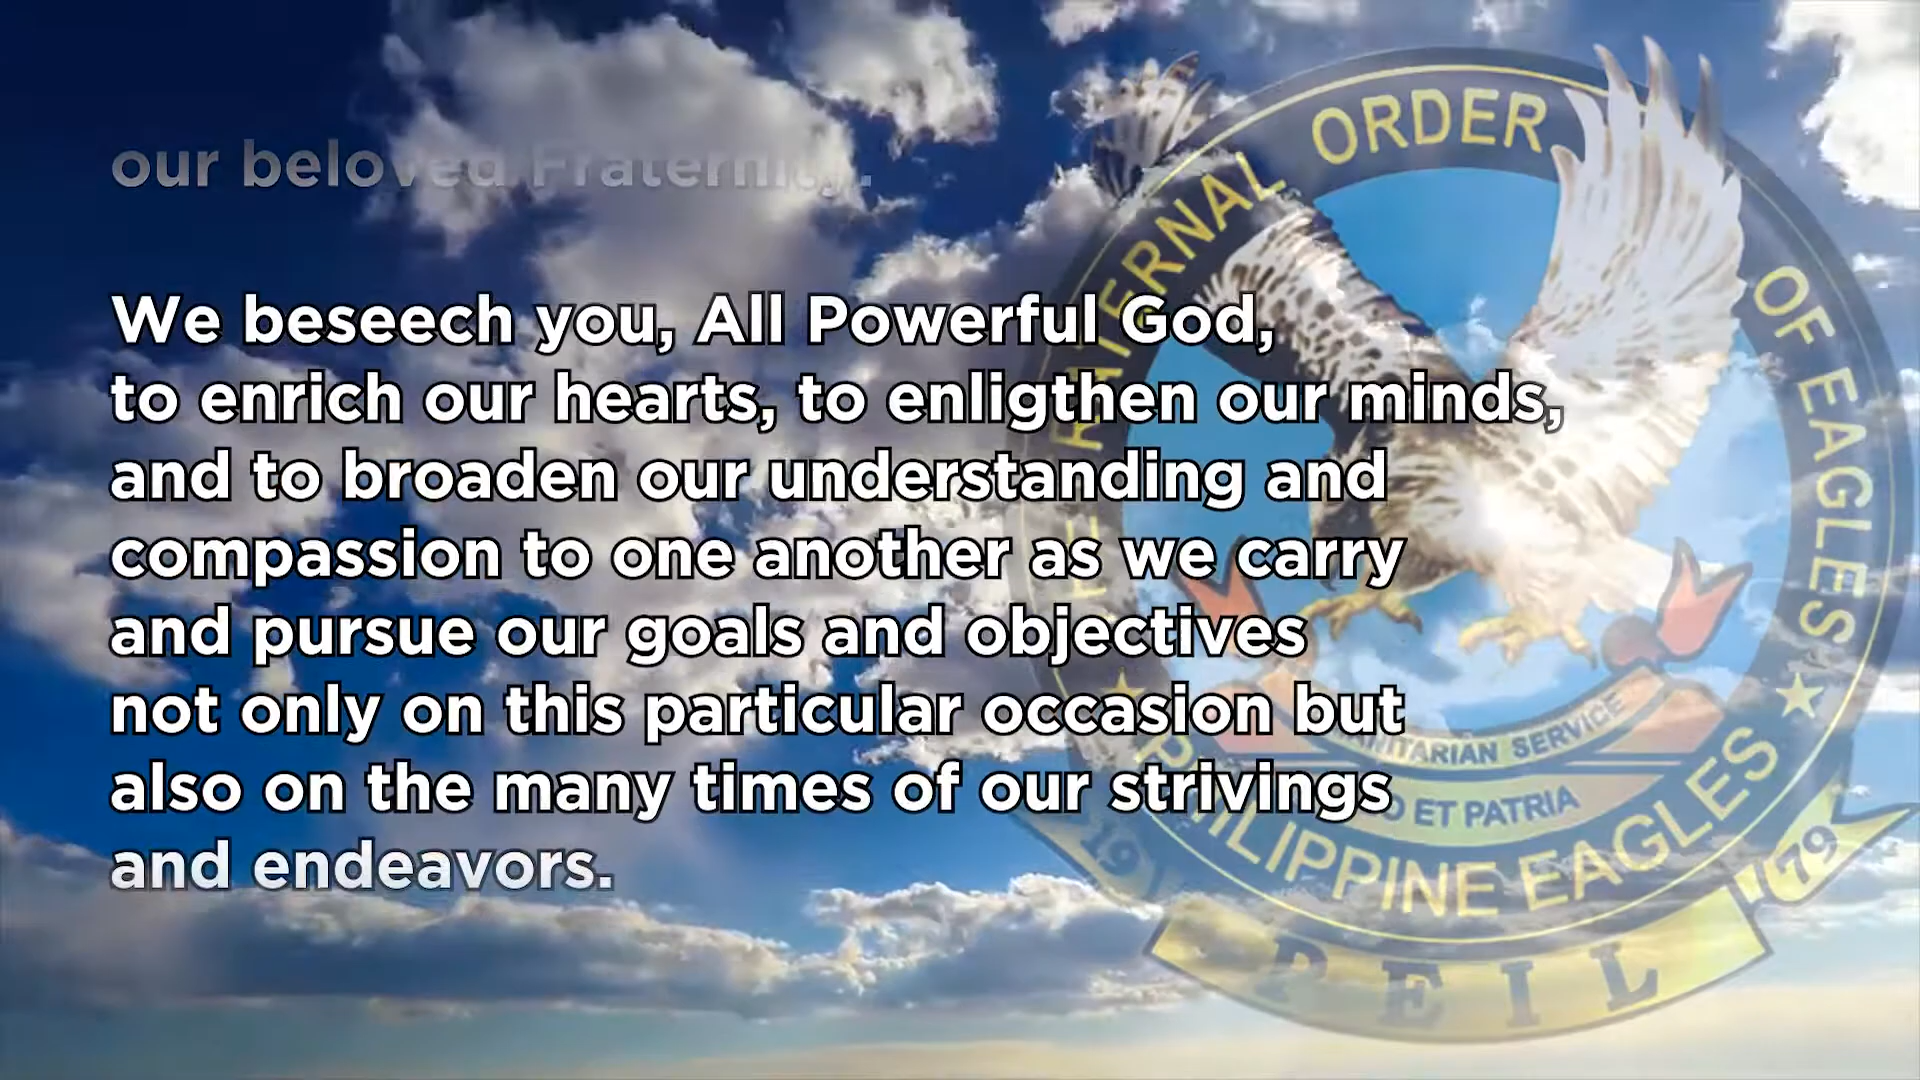 our beloved Fraternity.
We beseech you, All Powerful God,
to enrich our hearts, to enligthen our minds,
and to broaden our understanding and
compassion to one another as we carry
and pursue our goals and objectives
not only on this particular occasion but
also on the many times of our strivings
and endeavors.
FRATERNAL ORDER OF EAGLES
SERVICE
ET PATRIA
PHILIPPINE EAGLES
19 79
PEIL